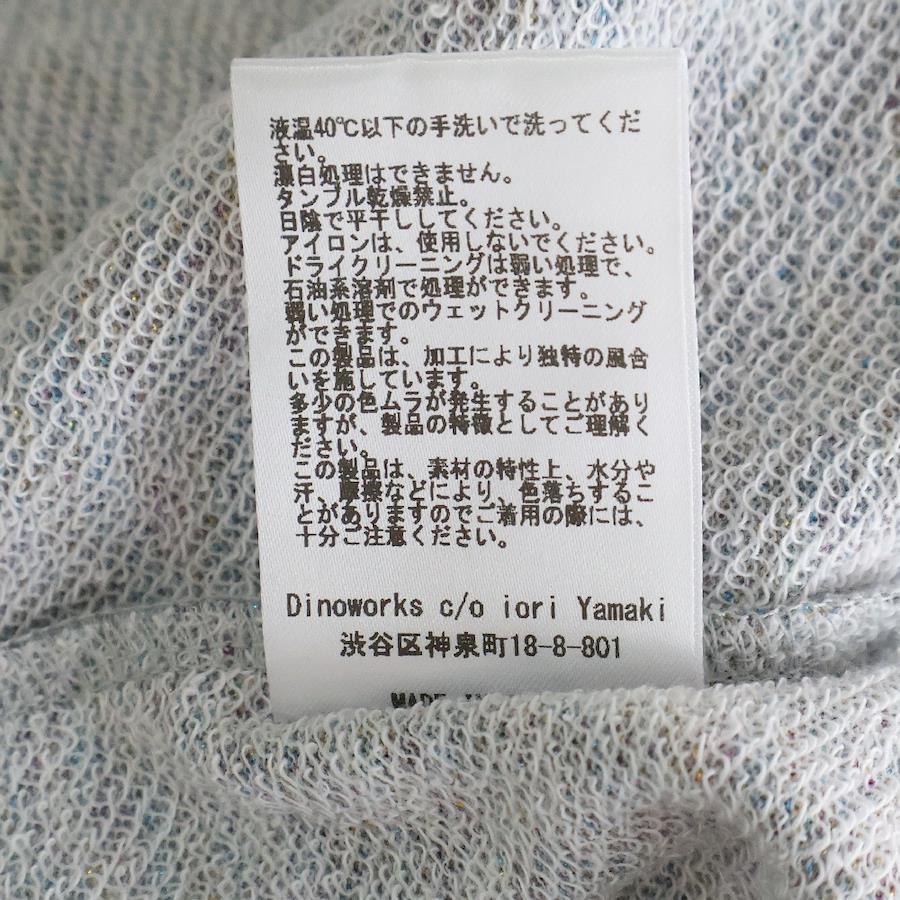 液温40℃以下の手洗いで洗ってくだ
さい。
漂白処理はできません。
タンブル乾燥禁止。
日陰で平干ししてください。
アイロンは、使用しないでください。
ドライクリーニングは弱い処理で、
石油系溶剤で処理ができます。
弱い処理でのウェットクリーニング
ができます。
この製品は、加工により独特の風合
いを施しています。
多少の色ムラが発生することがあり
ますが、製品の特徴としてご理解く
ださい。
この製品は、素材の特性上、水分や
汗、摩擦などにより、色落ちするこ
とがありますのでご着用の際には、
十分ご注意ください。
Dinoworks c/o iori Yamaki
渋谷区神泉町18-8-801
MADE